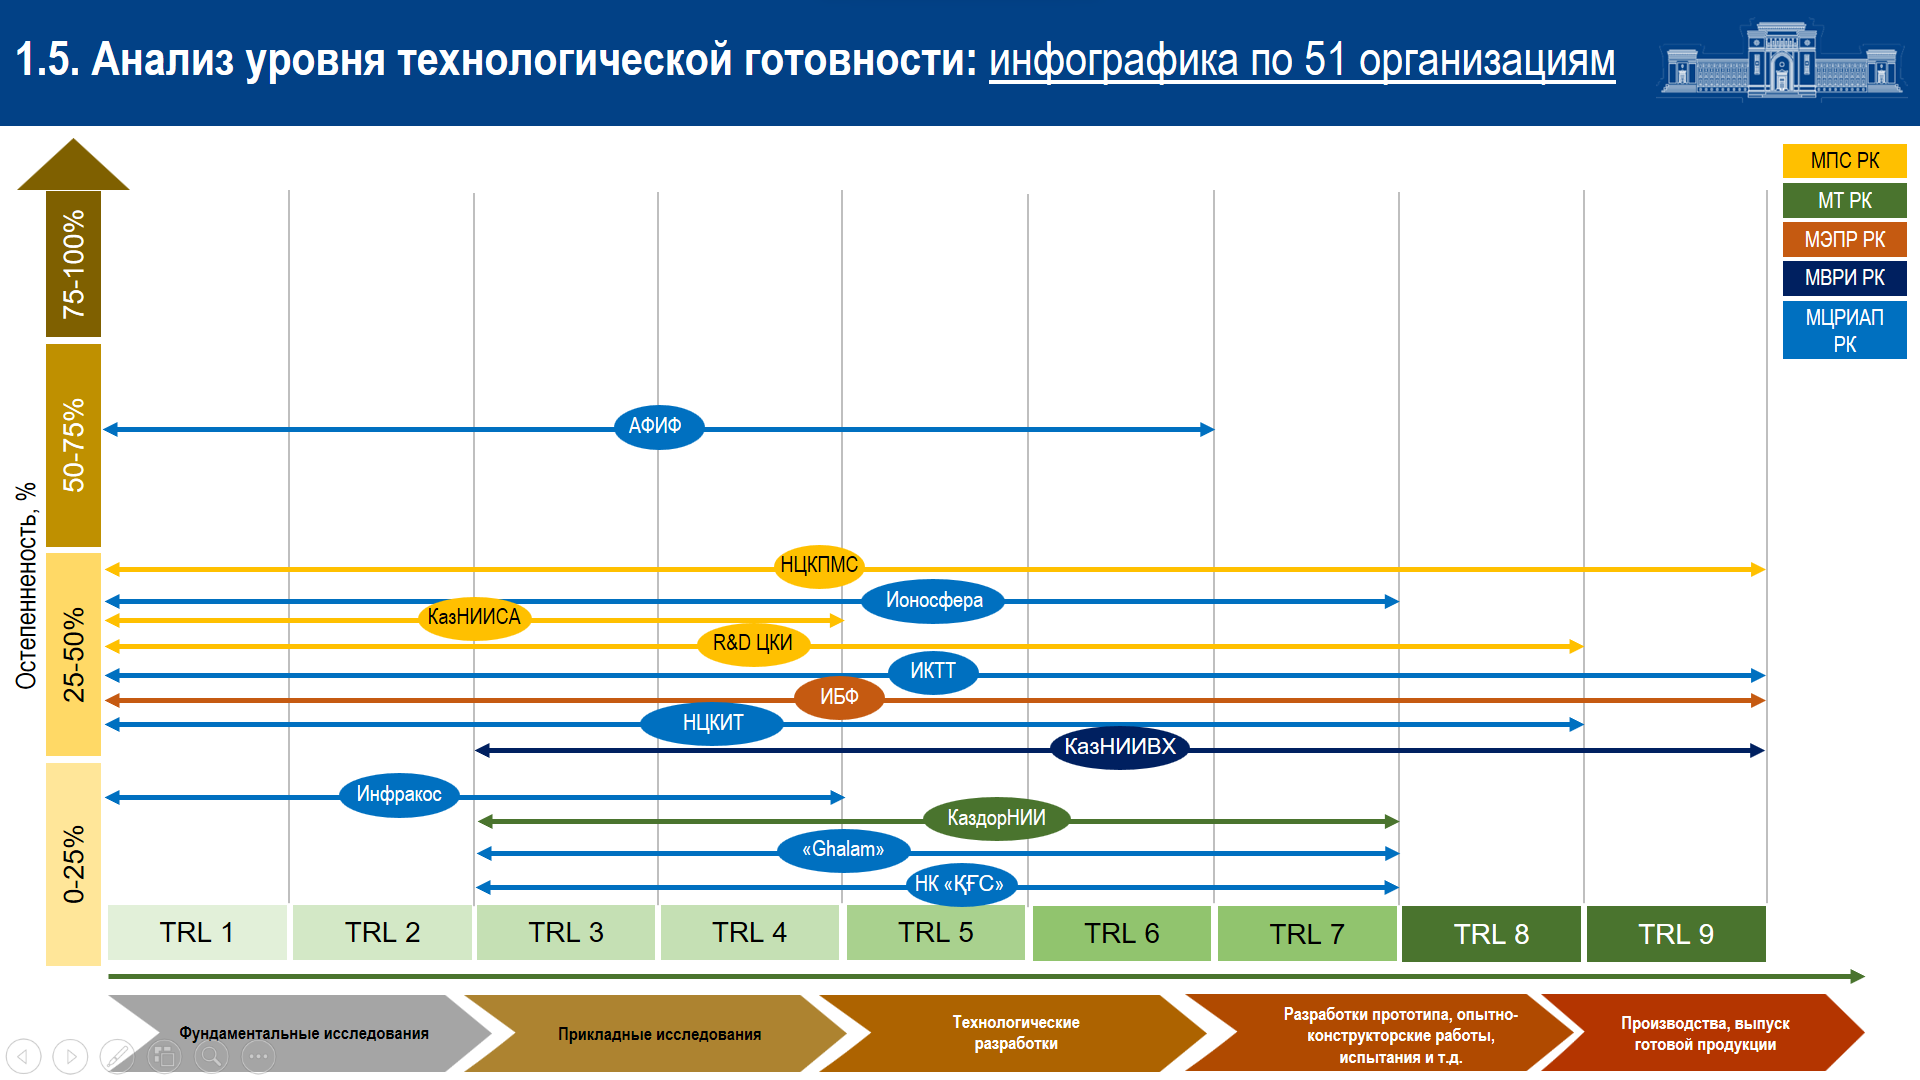 1.5. Анализ уровня технологической готовности: инфографика по 51 организациям
МПС РК
МТ РК
МЭПР РК
МВРИ РК
МЦРИАП
РК
Остепененность, %
75-100%
50-75%
25-50%
0-25%
АФИФ
НЦКПМС
Ионосфера
КазНИИСА
R&D ЦКИ
ИКТТ
ИБФ
НЦКИТ
КазНИИВХ
Инфракос
КаздорНИИ
«Ghalam»
НК «ҚҒС»
TRL 1
TRL 2
TRL 3
TRL 4
TRL 5
TRL 6
TRL 7
TRL 8
TRL 9
Фундаментальные исследования
Прикладные исследования
Технологические
разработки
Разработки прототипа, опытно-
конструкторские работы,
испытания и т.д.
Производства, выпуск
готовой продукции